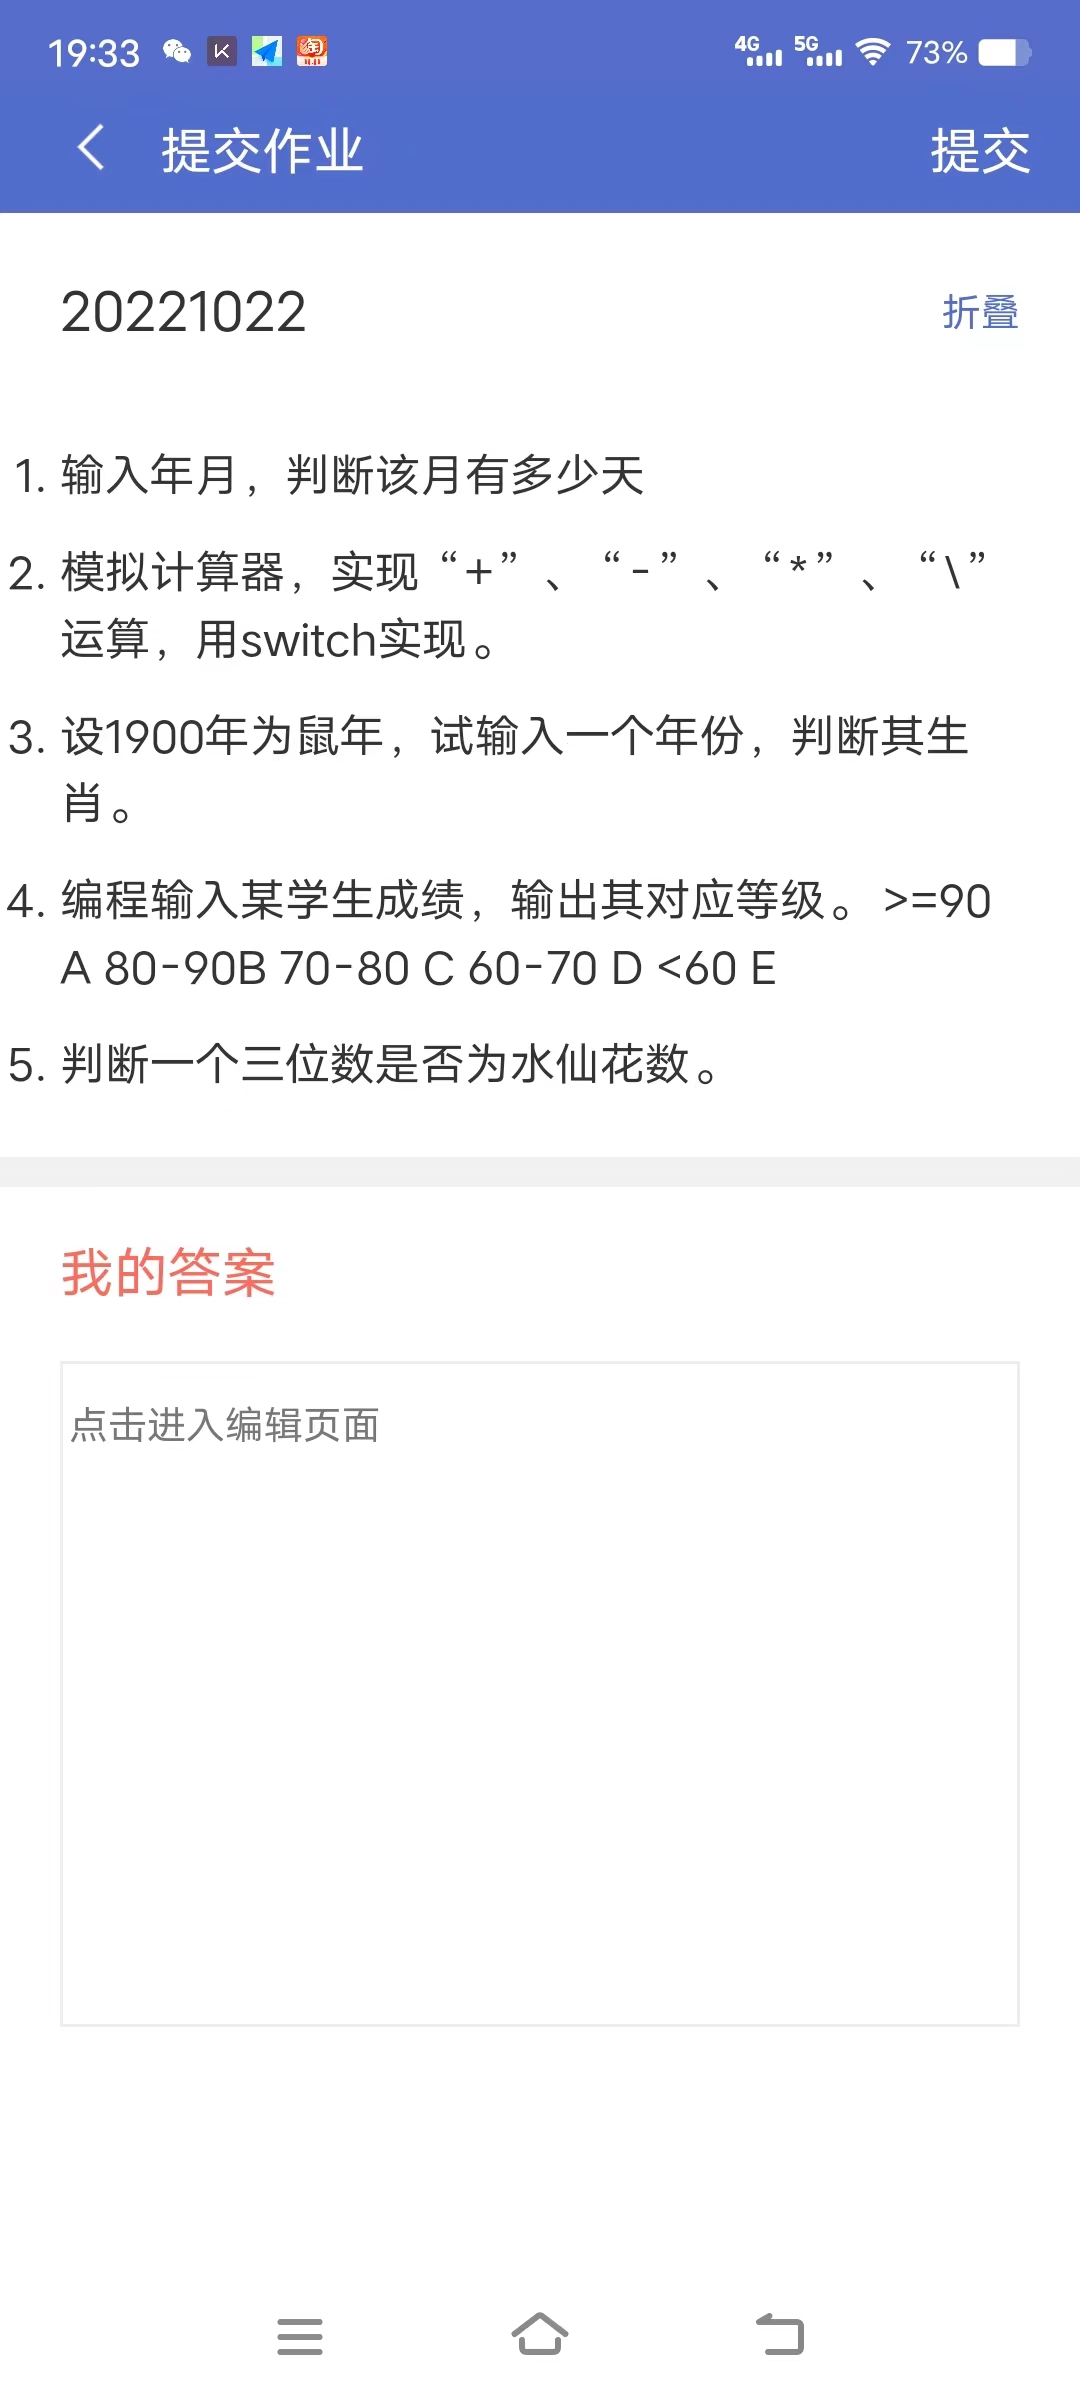 19:33 4G 5G 73%
提交作业 提交
20221022 折叠
1. 输入年月，判断该月有多少天
2. 模拟计算器，实现“+”、“-”、“*”、“\”
运算，用switch实现。
3. 设1900年为鼠年，试输入一个年份，判断其生
肖。
4. 编程输入某学生成绩，输出其对应等级。>=90
A 80-90B 70-80 C 60-70 D <60 E
5. 判断一个三位数是否为水仙花数。
我的答案
点击进入编辑页面